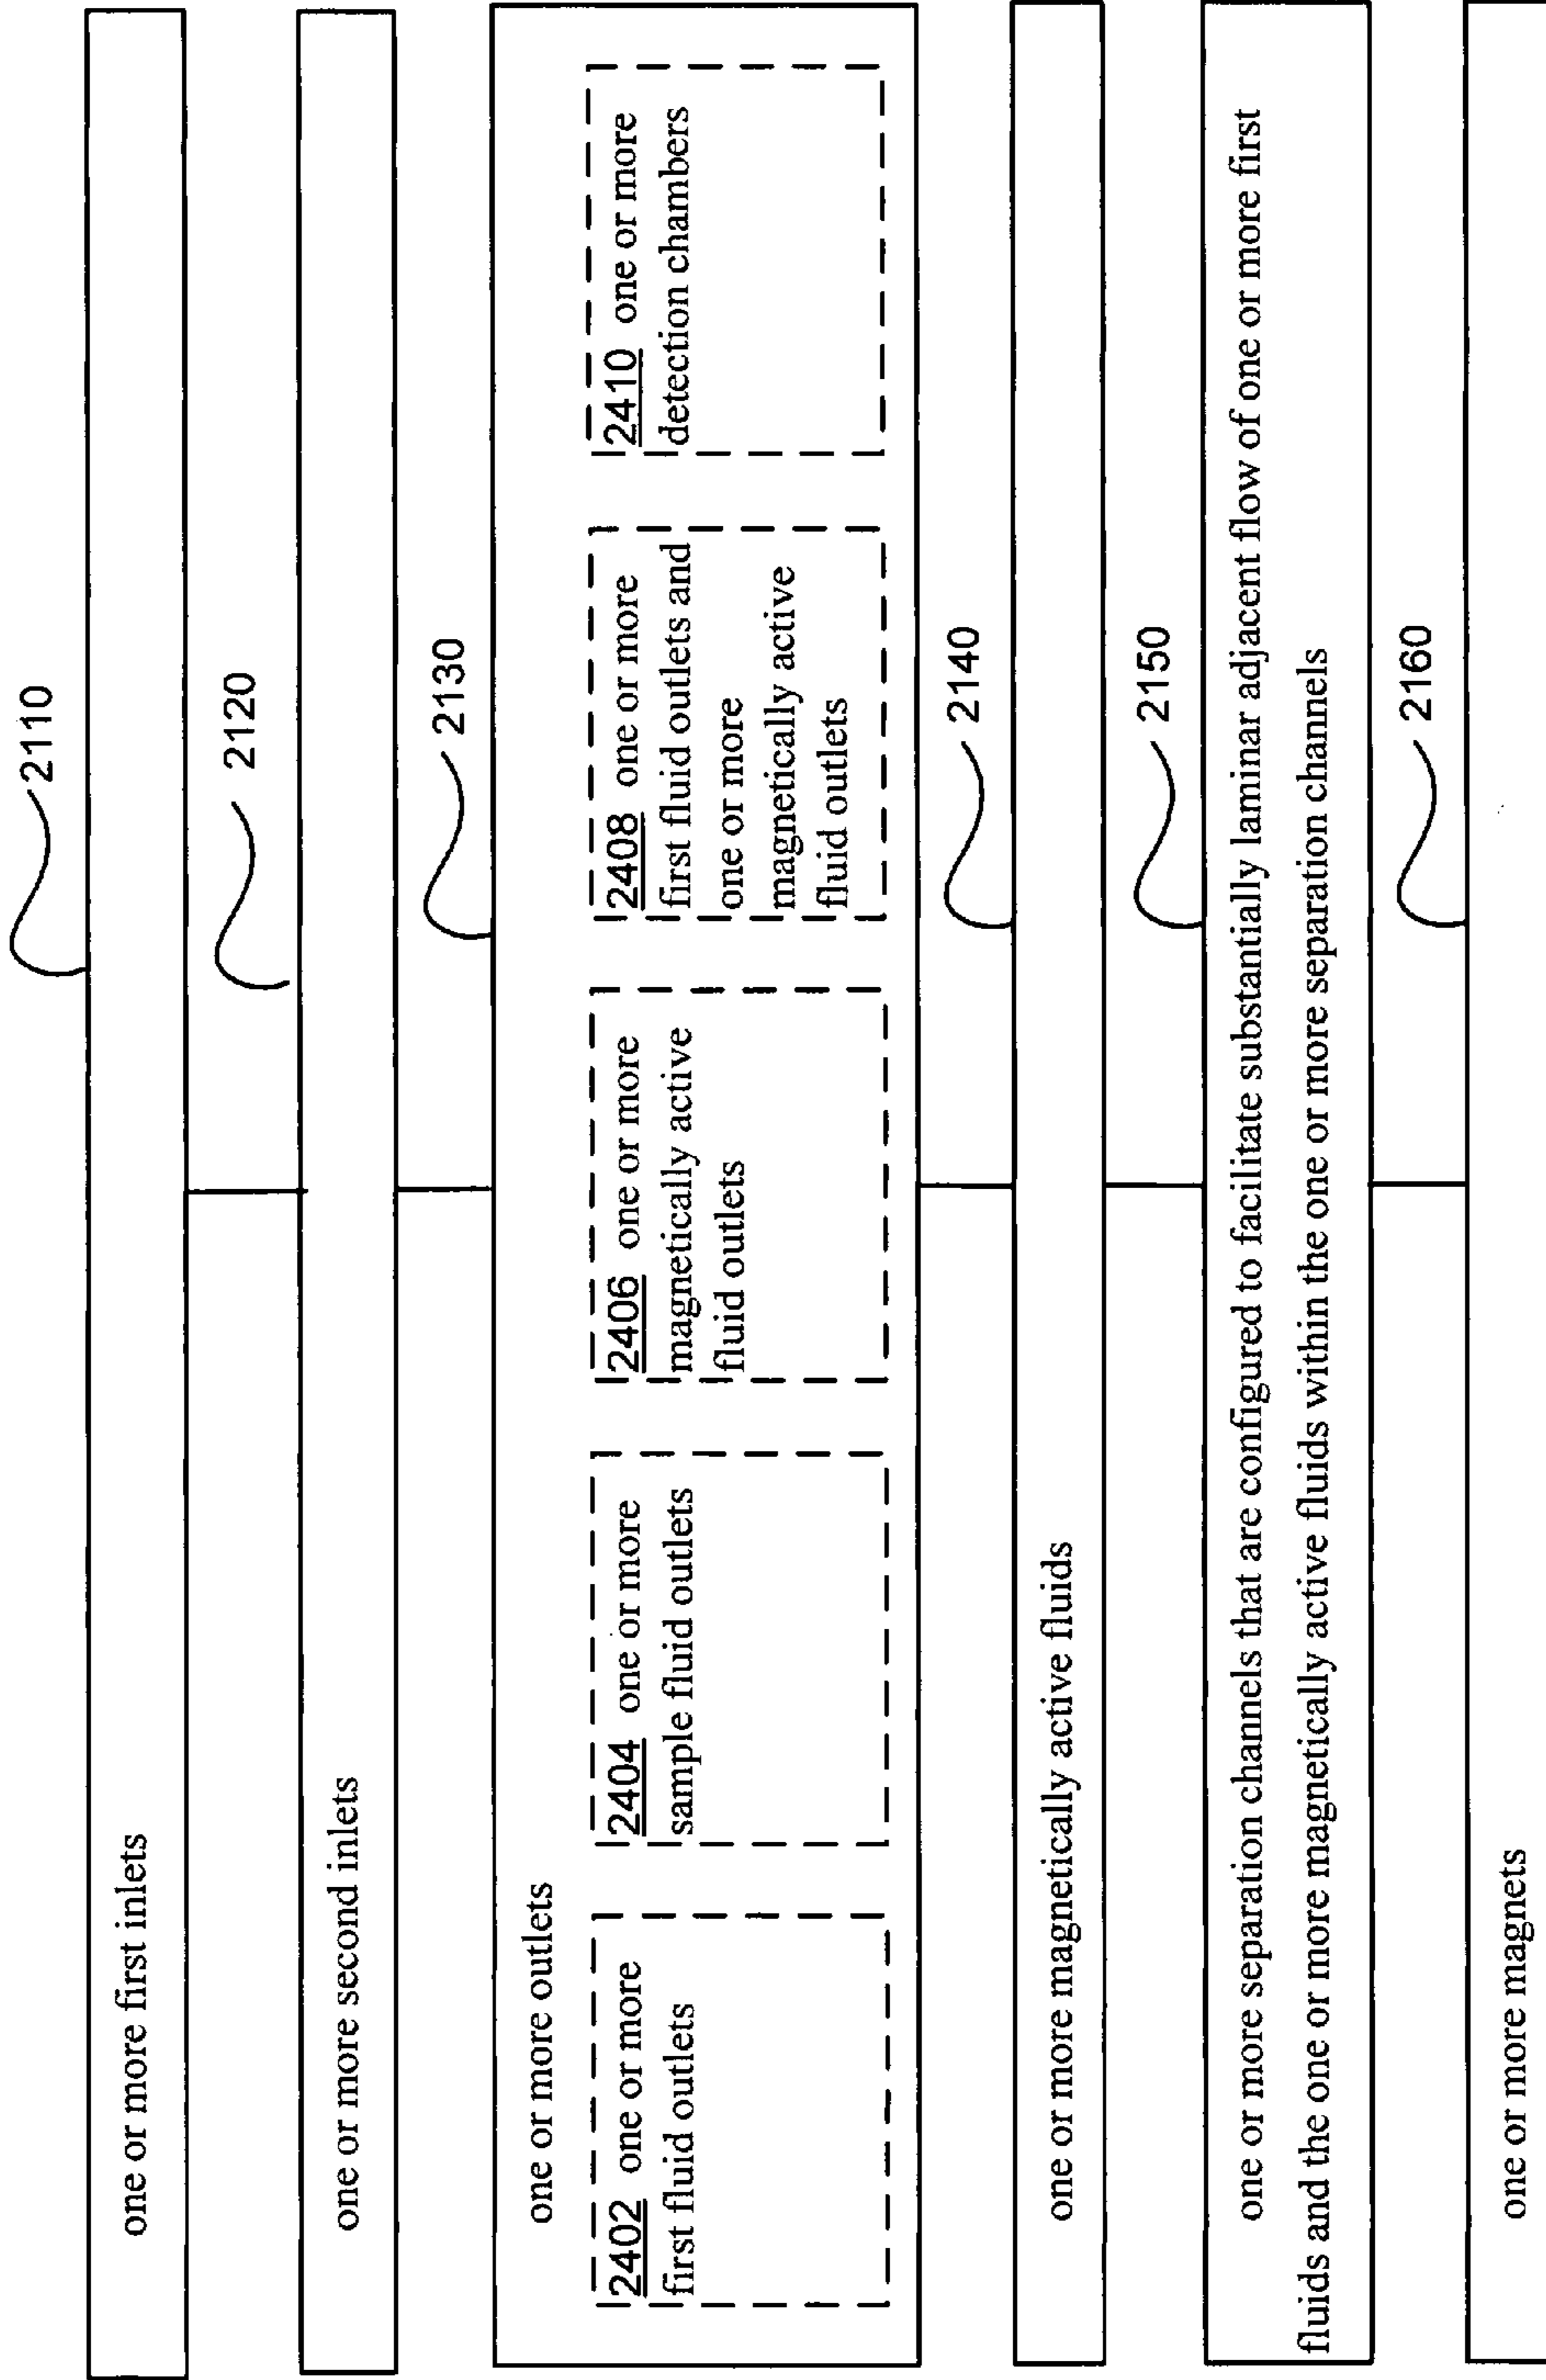 2110
one or more first inlets
2120
one or more second inlets
2130
one or more outlets
2402 one or more
first fluid outlets
2404 one or more
sample fluid outlets
2406 one or more
magnetically active
fluid outlets
2408 one or more
first fluid outlets and
one or more
magnetically active
fluid outlets
2410 one or more
detection chambers
2140
one or more magnetically active fluids
2150
one or more separation channels that are configured to facilitate substantially laminar adjacent flow of one or more first
fluids and the one or more magnetically active fluids within the one or more separation channels
2160
one or more magnets